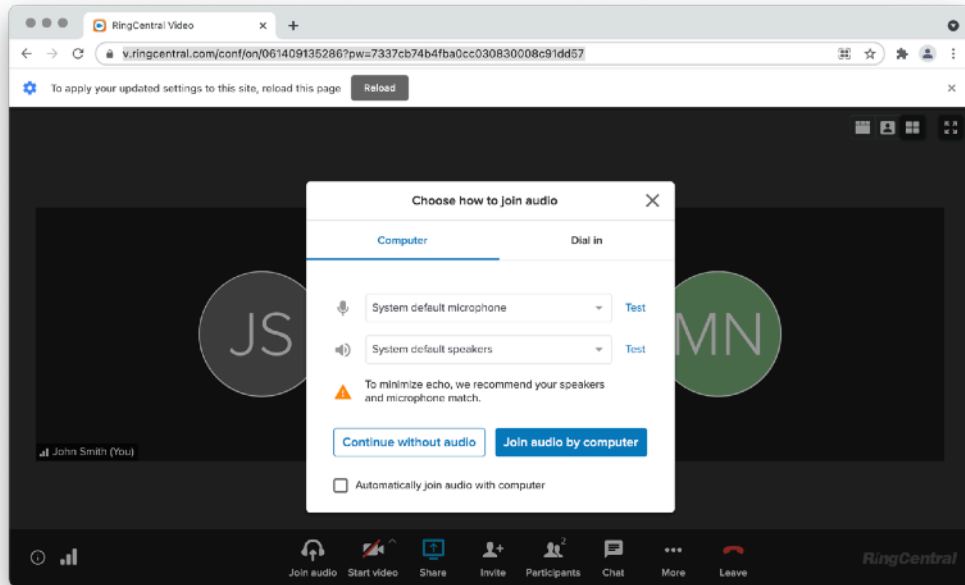 RingCentral Video
v.ringcentral.com/conf/on/061409135286?pw=7337cb74b4fba0cc030830008c91dd57
To apply your updated settings to this site, reload this page Reload
Choose how to join audio
Computer Dial in
System default microphone Test
System default speakers Test
To minimize echo, we recommend your speakers
and microphone match.
Continue without audio Join audio by computer
Automatically join audio with computer
JS MN
John Smith (You)
2
Join audio Start video Share Invite Participants Chat More Leave
RingCentral